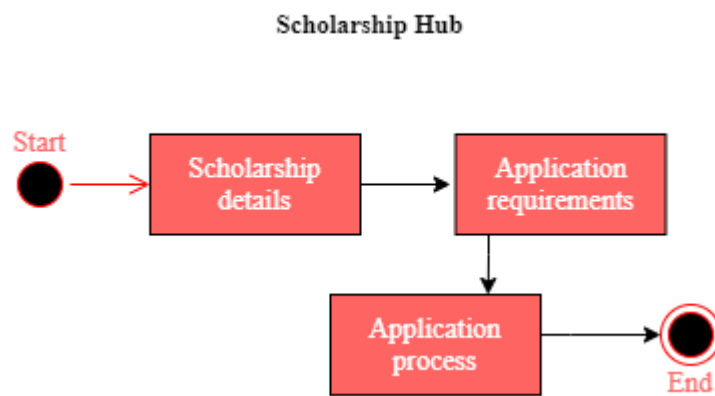 Scholarship Hub
Start
Scholarship
details
Application
requirements
Application
process
End